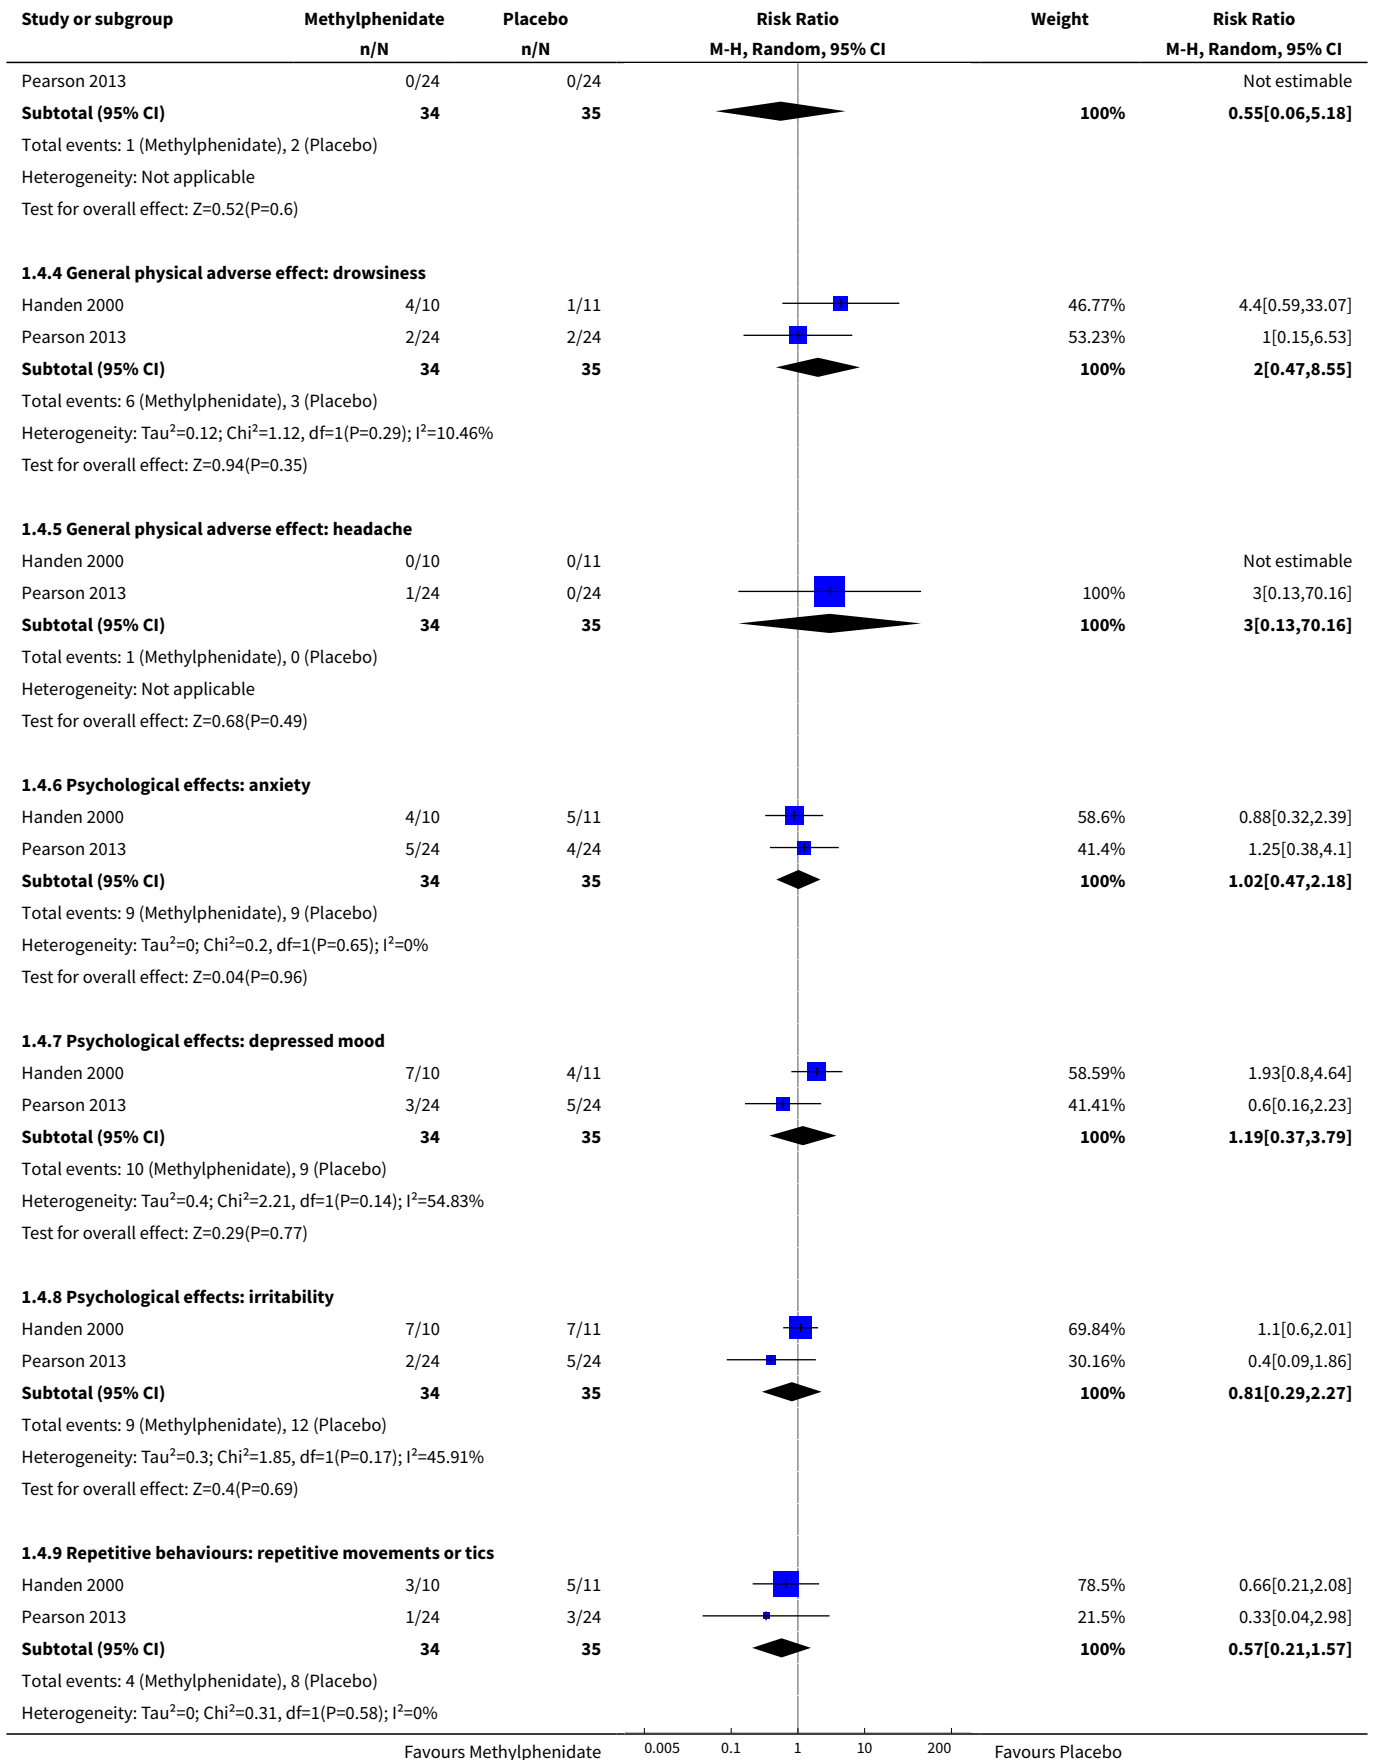 Study or subgroup Methylphenidate Placebo Risk Ratio Weight Risk Ratio
n/N n/N M-H, Random, 95% CI M-H, Random, 95% CI
Pearson 2013 0/24 0/24 Not estimable
Subtotal (95% CI) 34 35 100% 0.55[0.06,5.18]
Total events: 1 (Methylphenidate), 2 (Placebo)
Heterogeneity: Not applicable
Test for overall effect: Z=0.52(P=0.6)
1.4.4 General physical adverse effect: drowsiness
Handen 2000 4/10 1/11 46.77% 4.4[0.59,33.07]
Pearson 2013 2/24 2/24 53.23% 1[0.15,6.53]
Subtotal (95% CI) 34 35 100% 2[0.47,8.55]
Total events: 6 (Methylphenidate), 3 (Placebo)
Heterogeneity: Tau²=0.12; Chi²=1.12, df=1(P=0.29); I²=10.46%
Test for overall effect: Z=0.94(P=0.35)
1.4.5 General physical adverse effect: headache
Handen 2000 0/10 0/11 Not estimable
Pearson 2013 1/24 0/24 100% 3[0.13,70.16]
Subtotal (95% CI) 34 35 100% 3[0.13,70.16]
Total events: 1 (Methylphenidate), 0 (Placebo)
Heterogeneity: Not applicable
Test for overall effect: Z=0.68(P=0.49)
1.4.6 Psychological effects: anxiety
Handen 2000 4/10 5/11 58.6% 0.88[0.32,2.39]
Pearson 2013 5/24 4/24 41.4% 1.25[0.38,4.1]
Subtotal (95% CI) 34 35 100% 1.02[0.47,2.18]
Total events: 9 (Methylphenidate), 9 (Placebo)
Heterogeneity: Tau²=0; Chi²=0.2, df=1(P=0.65); I²=0%
Test for overall effect: Z=0.04(P=0.96)
1.4.7 Psychological effects: depressed mood
Handen 2000 7/10 4/11 58.59% 1.93[0.8,4.64]
Pearson 2013 3/24 5/24 41.41% 0.6[0.16,2.23]
Subtotal (95% CI) 34 35 100% 1.19[0.37,3.79]
Total events: 10 (Methylphenidate), 9 (Placebo)
Heterogeneity: Tau²=0.4; Chi²=2.21, df=1(P=0.14); I²=54.83%
Test for overall effect: Z=0.29(P=0.77)
1.4.8 Psychological effects: irritability
Handen 2000 7/10 7/11 69.84% 1.1[0.6,2.01]
Pearson 2013 2/24 5/24 30.16% 0.4[0.09,1.86]
Subtotal (95% CI) 34 35 100% 0.81[0.29,2.27]
Total events: 9 (Methylphenidate), 12 (Placebo)
Heterogeneity: Tau²=0.3; Chi²=1.85, df=1(P=0.17); I²=45.91%
Test for overall effect: Z=0.4(P=0.69)
1.4.9 Repetitive behaviours: repetitive movements or tics
Handen 2000 3/10 5/11 78.5% 0.66[0.21,2.08]
Pearson 2013 1/24 3/24 21.5% 0.33[0.04,2.98]
Subtotal (95% CI) 34 35 100% 0.57[0.21,1.57]
Total events: 4 (Methylphenidate), 8 (Placebo)
Heterogeneity: Tau²=0; Chi²=0.31, df=1(P=0.58); I²=0%
Favours Methylphenidate 0.005 0.1 1 10 200 Favours Placebo